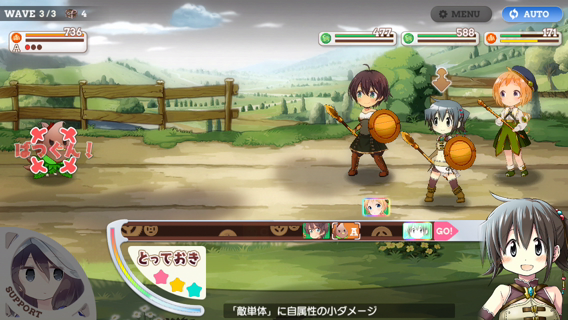 WAVE 3/3 4
MENU
AUTO
736
A
477
588
171
ばつぐん！
A
GO!
とっておき
SUPPORT
「敵単体」に自属性の小ダメージ